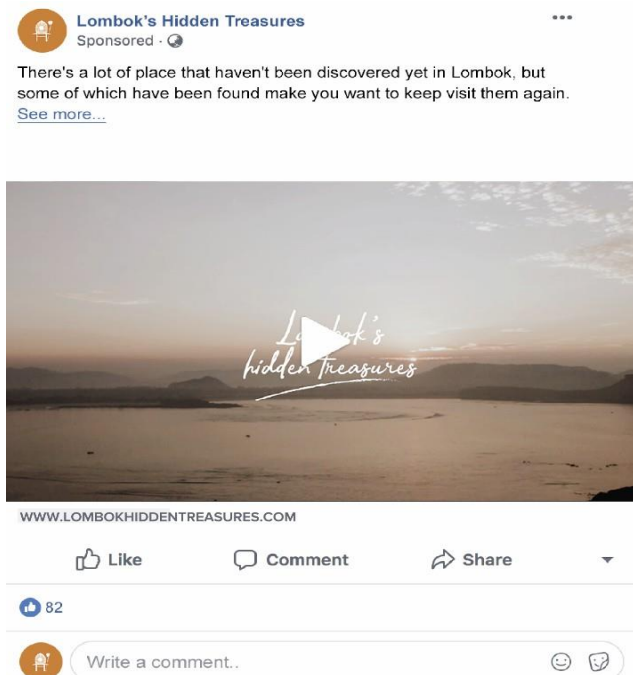 Lombok's Hidden Treasures
Sponsored ·
There's a lot of place that haven't been discovered yet in Lombok, but
some of which have been found make you want to keep visit them again.
See more...
hidden treasures
WWW.LOMBOKHIDDENTREASURES.COM
Like Comment Share
82
Write a comment..